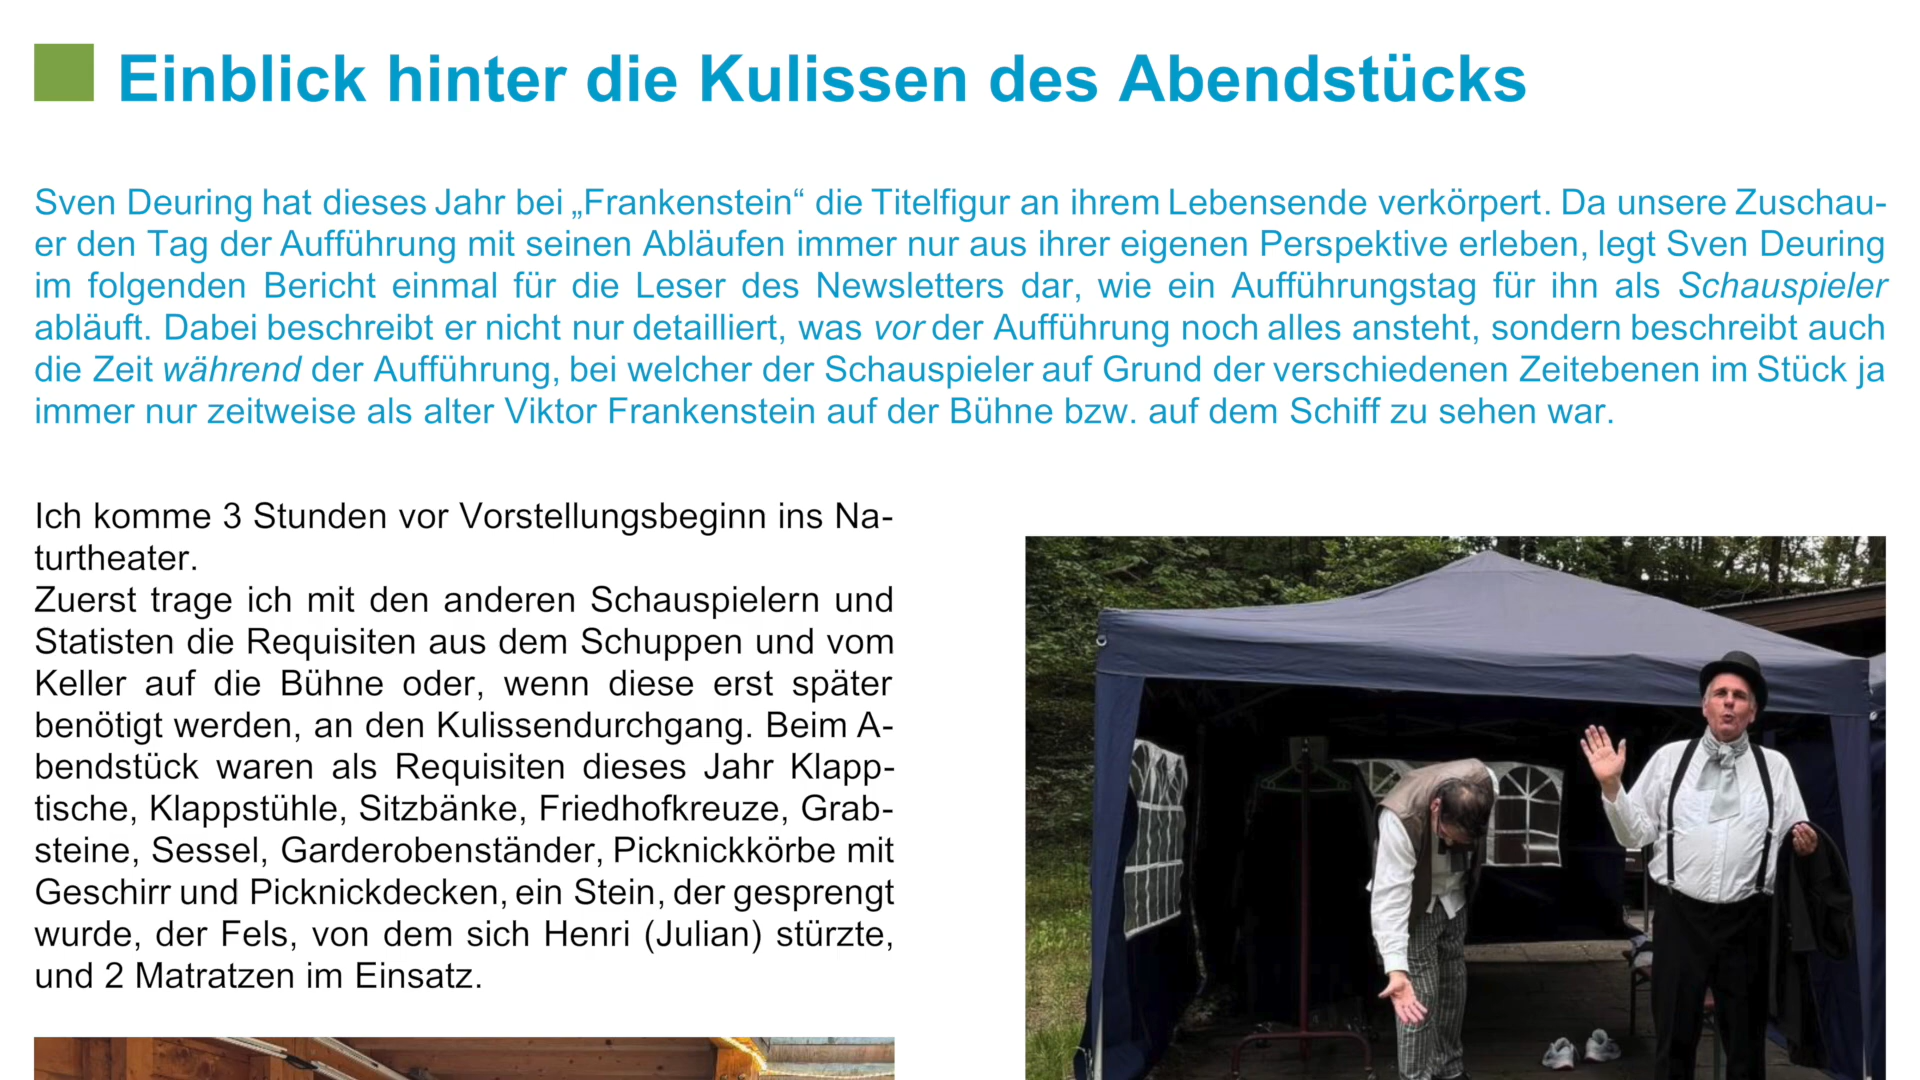 Einblick hinter die Kulissen des Abendstücks
Sven Deuring hat dieses Jahr bei „Frankenstein“ die Titelfigur an ihrem Lebensende verkörpert. Da unsere Zuschau-
er den Tag der Aufführung mit seinen Abläufen immer nur aus ihrer eigenen Perspektive erleben, legt Sven Deuring
im folgenden Bericht einmal für die Leser des Newsletters dar, wie ein Aufführungstag für ihn als Schauspieler
abläuft. Dabei beschreibt er nicht nur detailliert, was vor der Aufführung noch alles ansteht, sondern beschreibt auch
die Zeit während der Aufführung, bei welcher der Schauspieler auf Grund der verschiedenen Zeitebenen im Stück ja
immer nur zeitweise als alter Viktor Frankenstein auf der Bühne bzw. auf dem Schiff zu sehen war.
Ich komme 3 Stunden vor Vorstellungsbeginn ins Na-
turtheater.
Zuerst trage ich mit den anderen Schauspielern und
Statisten die Requisiten aus dem Schuppen und vom
Keller auf die Bühne oder, wenn diese erst später
benötigt werden, an den Kulissendurchgang. Beim A-
bendstück waren als Requisiten dieses Jahr Klapp-
tische, Klappstühle, Sitzbänke, Friedhofkreuze, Grab-
steine, Sessel, Garderobenständer, Picknickkörbe mit
Geschirr und Picknickdecken, ein Stein, der gesprengt
wurde, der Fels, von dem sich Henri (Julian) stürzte,
und 2 Matratzen im Einsatz.